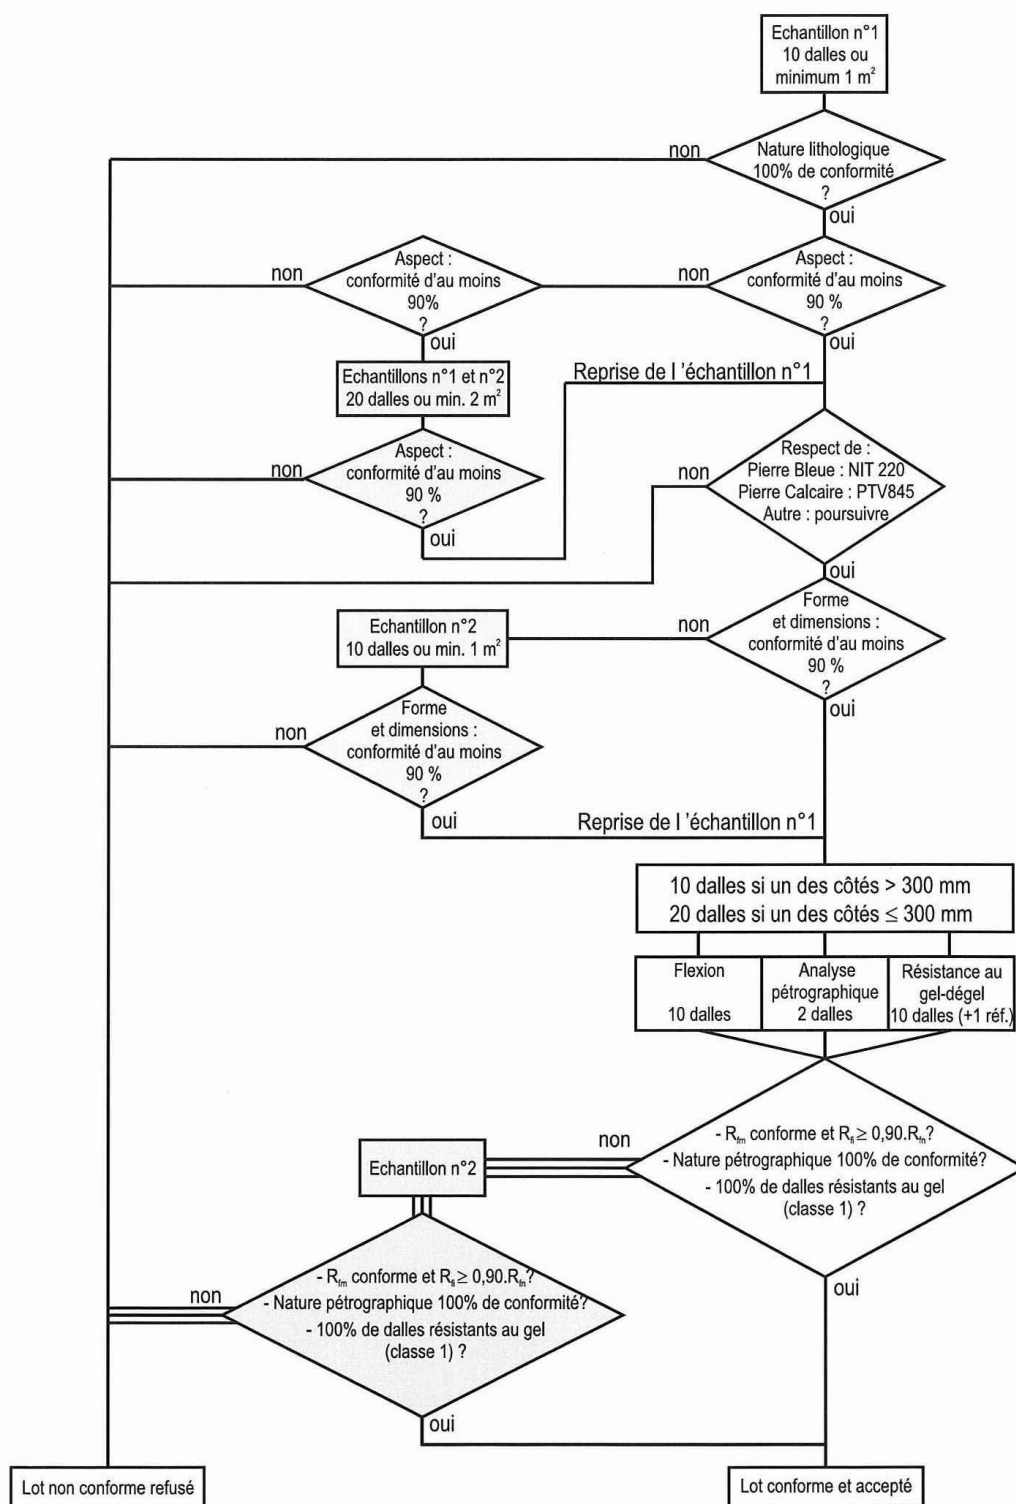 Echantillon n°1
10 dalles ou
minimum 1 m²
non
Nature lithologique
100% de conformité
?
oui
non
Aspect :
conformité d'au moins
90%
?
oui
non
Aspect :
conformité d'au moins
90 %
?
oui
Echantillons n°1 et n°2
20 dalles ou min. 2 m²
Reprise de l 'échantillon n°1
non
Aspect :
conformité d'au moins
90 %
?
oui
non
Respect de :
Pierre Bleue : NIT 220
Pierre Calcaire : PTV845
Autre : poursuivre
oui
Echantillon n°2
10 dalles ou min. 1 m²
non
Forme
et dimensions :
conformité d'au moins
90 %
?
oui
non
Forme
et dimensions :
conformité d'au moins
90 %
?
oui
Reprise de l 'échantillon n°1
10 dalles si un des côtés > 300 mm
20 dalles si un des côtés ≤ 300 mm
Flexion
10 dalles
Analyse
pétrographique
2 dalles
Résistance au
gel-dégel
10 dalles (+1 réf.)
non
- Rfm conforme et Rfi ≥ 0,90.Rfn?
- Nature pétrographique 100% de conformité?
- 100% de dalles résistants au gel
(classe 1) ?
oui
Echantillon n°2
non
- Rfm conforme et Rfi ≥ 0,90.Rfn?
- Nature pétrographique 100% de conformité?
- 100% de dalles résistants au gel
(classe 1) ?
oui
Lot non conforme refusé
Lot conforme et accepté